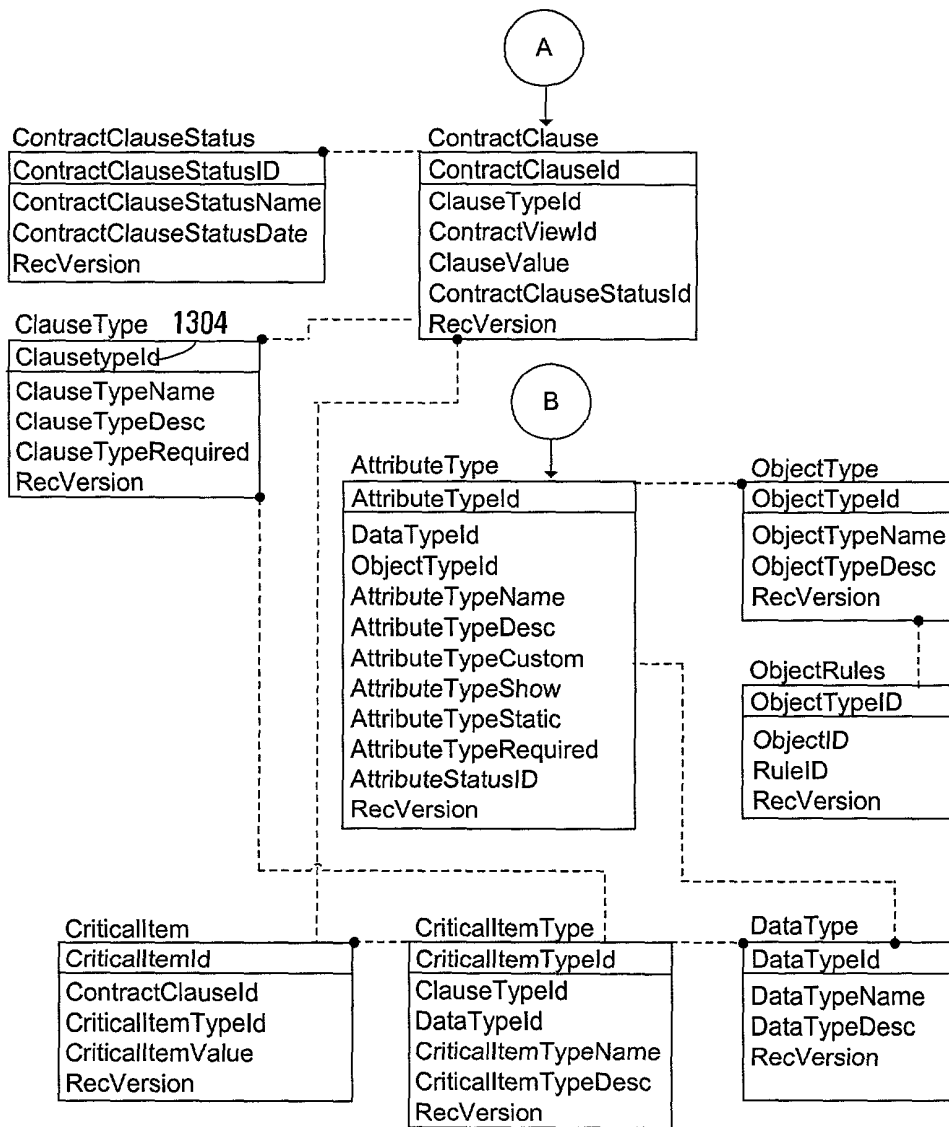 A
ContractClauseStatus
ContractClauseStatusID
ContractClauseStatusName
ContractClauseStatusDate
RecVersion
ContractClause
ContractClauseId
ClauseTypeId
ContractViewId
ClauseValue
ContractClauseStatusId
RecVersion
ClauseType 1304
ClausetypeId
ClauseTypeName
ClauseTypeDesc
ClauseTypeRequired
RecVersion
B
AttributeType
AttributeTypeId
DataTypeId
ObjectTypeId
AttributeTypeName
AttributeTypeDesc
AttributeTypeCustom
AttributeTypeShow
AttributeTypeStatic
AttributeTypeRequired
AttributeStatusID
RecVersion
ObjectType
ObjectTypeId
ObjectTypeName
ObjectTypeDesc
RecVersion
ObjectRules
ObjectTypeID
ObjectID
RuleID
RecVersion
CriticalItem
CriticalItemId
ContractClauseId
CriticalItemTypeId
CriticalItemValue
RecVersion
CriticalItemType
CriticalItemTypeId
ClauseTypeId
DataTypeId
CriticalItemTypeName
CriticalItemTypeDesc
RecVersion
DataType
DataTypeId
DataTypeName
DataTypeDesc
RecVersion